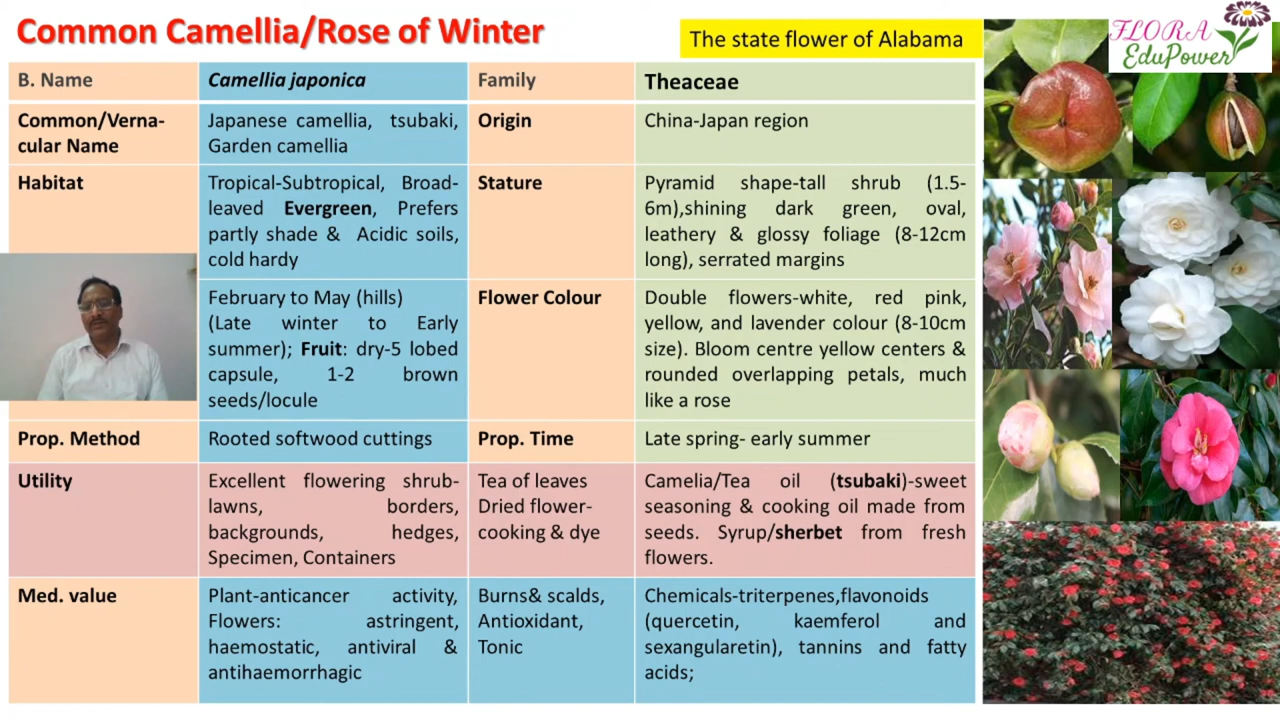 Common Camellia/Rose of Winter
The state flower of Alabama
FLORA
EduPower
B. Name
Camellia japonica
Family
Theaceae
Common/Verna-
cular Name
Japanese camellia, tsubaki,
Garden camellia
Origin
China-Japan region
Habitat
Tropical-Subtropical, Broad-
leaved Evergreen, Prefers
partly shade & Acidic soils,
cold hardy
Stature
Pyramid shape-tall shrub (1.5-
6m),shining dark green, oval,
leathery & glossy foliage (8-12cm
long), serrated margins
February to May (hills)
(Late winter to Early
summer); Fruit: dry-5 lobed
capsule, 1-2 brown
seeds/locule
Flower Colour
Double flowers-white, red pink,
yellow, and lavender colour (8-10cm
size). Bloom centre yellow centers &
rounded overlapping petals, much
like a rose
Prop. Method
Rooted softwood cuttings
Prop. Time
Late spring- early summer
Utility
Excellent flowering shrub-
lawns, borders,
backgrounds, hedges,
Specimen, Containers
Tea of leaves
Dried flower-
cooking & dye
Camelia/Tea oil (tsubaki)-sweet
seasoning & cooking oil made from
seeds. Syrup/sherbet from fresh
flowers.
Med. value
Plant-anticancer activity,
Flowers: astringent,
haemostatic, antiviral &
antihaemorrhagic
Burns& scalds,
Antioxidant,
Tonic
Chemicals-triterpenes,flavonoids
(quercetin, kaemferol and
sexangularetin), tannins and fatty
acids;